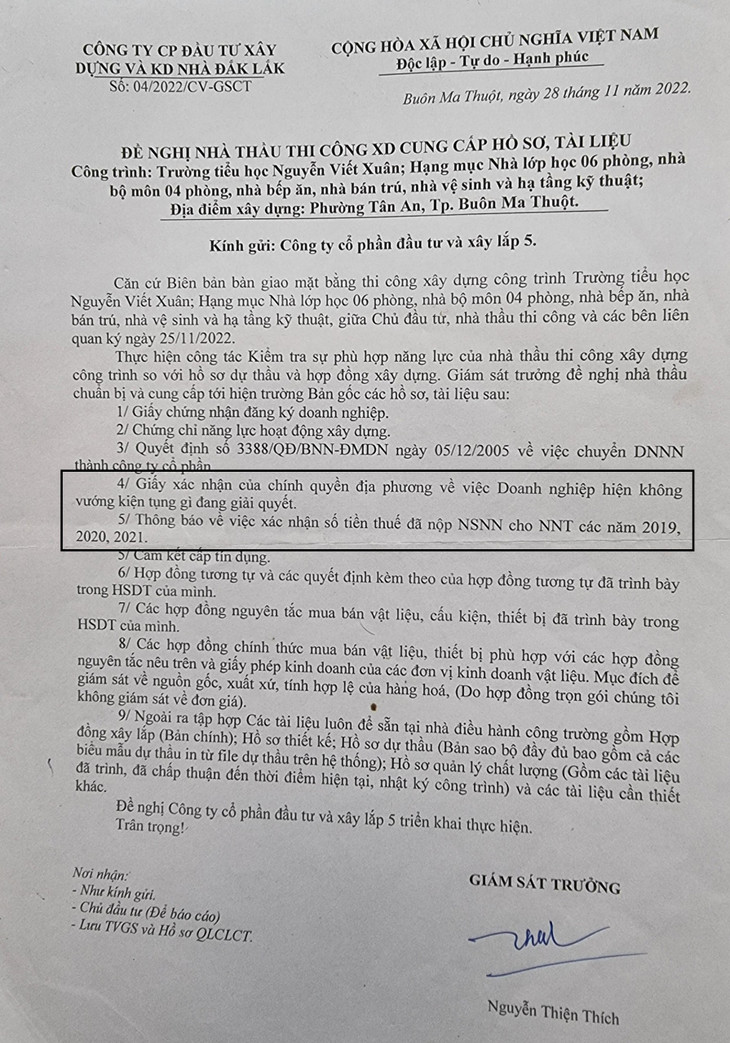 CÔNG TY CP ĐẦU TƯ XÂY
DỰNG VÀ KD NHÀ ĐẮK LẮK
Số: 04/2022/CV-GSCT
CỘNG HÒA XÃ HỘI CHỦ NGHĨA VIỆT NAM
Độc lập - Tự do - Hạnh phúc
Buôn Ma Thuột, ngày 28 tháng 11 năm 2022.
ĐỀ NGHỊ NHÀ THẦU THI CÔNG XD CUNG CẤP HỒ SƠ, TÀI LIỆU
Công trình: Trường tiểu học Nguyễn Viết Xuân; Hạng mục Nhà lớp học 06 phòng, nhà
bộ môn 04 phòng, nhà bếp ăn, nhà bán trú, nhà vệ sinh và hạ tầng kỹ thuật;
Địa điểm xây dựng: Phường Tân An, Tp. Buôn Ma Thuột.
Kính gửi: Công ty cổ phần đầu tư và xây lắp 5.
Căn cứ Biên bản bàn giao mặt bằng thi công xây dựng công trình Trường tiểu học
Nguyễn Viết Xuân; Hạng mục Nhà lớp học 06 phòng, nhà bộ môn 04 phòng, nhà bếp ăn, nhà
bán trú, nhà vệ sinh và hạ tầng kỹ thuật, giữa Chủ đầu tư, nhà thầu thi công và các bên liên
quan ký ngày 25/11/2022.
Thực hiện công tác Kiểm tra sự phù hợp năng lực của nhà thầu thi công xây dựng
công trình so với hồ sơ dự thầu và hợp đồng xây dựng. Giám sát trưởng đề nghị nhà thầu
chuẩn bị và cung cấp tới hiện trường Bản gốc các hồ sơ, tài liệu sau:
1/ Giấy chứng nhận đăng ký doanh nghiệp.
2/ Chứng chỉ năng lực hoạt động xây dựng.
3/ Quyết định số 3388/QĐ/BNN-ĐMDN ngày 05/12/2005 về việc chuyển DNNN
thành công ty cổ phần
4/ Giấy xác nhận của chính quyền địa phương về việc Doanh nghiệp hiện không
vướng kiện tụng gì đang giải quyết.
5/ Thông báo về việc xác nhận số tiền thuế đã nộp NSNN cho NNT các năm 2019,
2020, 2021.
5/ Cam kết cấp tín dụng.
6/ Hợp đồng tương tự và các quyết định kèm theo của hợp đồng tương tự đã trình bày
trong HSDT của mình.
7/ Các hợp đồng nguyên tắc mua bán vật liệu, cấu kiện, thiết bị đã trình bày trong
HSDT của mình.
8/ Các hợp đồng chính thức mua bán vật liệu, thiết bị phù hợp với các hợp đồng
nguyên tắc nêu trên và giấy phép kinh doanh của các đơn vị kinh doanh vật liệu. Mục đích để
giám sát về nguồn gốc, xuất xứ, tính hợp lệ của hàng hoá, (Do hợp đồng trọn gói chúng tôi
không giám sát về đơn giá).
9/ Ngoài ra tập hợp Các tài liệu luôn để sẵn tại nhà điều hành công trường gồm Hợp
đồng xây lắp (Bản chính); Hồ sơ thiết kế; Hồ sơ dự thầu (Bản sao bộ đầy đủ bao gồm cả các
biểu mẫu dự thầu in từ file dự thầu trên hệ thống); Hồ sơ quản lý chất lượng (Gồm các tài liệu
đã trình, đã chấp thuận đến thời điểm hiện tại, nhật ký công trình) và các tài liệu cần thiết
khác.
Đề nghị Công ty cổ phần đầu tư và xây lắp 5 triển khai thực hiện.
Trân trọng!
Nơi nhận:
- Như kính gửi.
- Chủ đầu tư (Để báo cáo)
- Lưu TVGS và Hồ sơ QLCLCT.
GIÁM SÁT TRƯỞNG
Nguyễn Thiện Thích